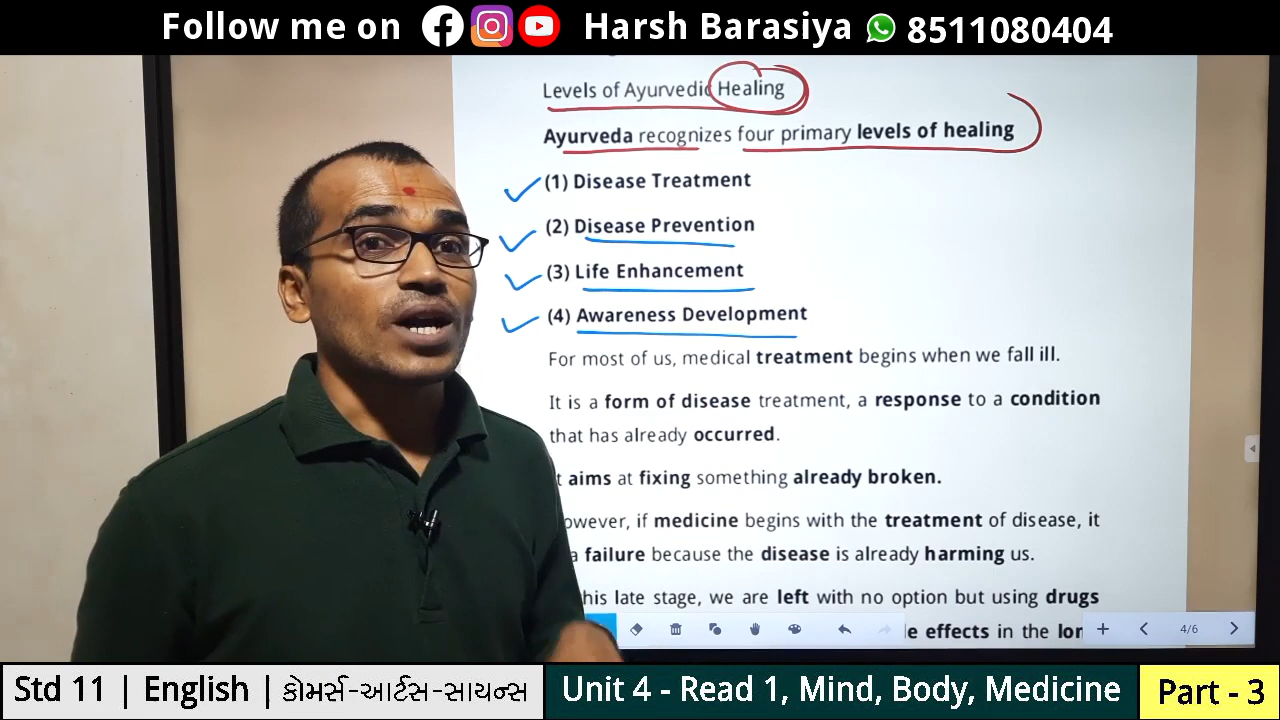 Follow me on Harsh Barasiya 8511080404
Levels of Ayurvedic Healing
Ayurveda recognizes four primary levels of healing
(1) Disease Treatment
(2) Disease Prevention
(3) Life Enhancement
(4) Awareness Development
For most of us, medical treatment begins when we fall ill.
It is a form of disease treatment, a response to a condition
that has already occurred.
aims at fixing something already broken.
if medicine begins with the treatment of disease, it
failure because the disease is already harming us.
late stage, we are left with no option but using drugs
effects in the
4/6
Std 11 | English | કોમર્સ-આર્ટસ-સાયન્સ
Unit 4 - Read 1, Mind, Body, Medicine
Part - 3